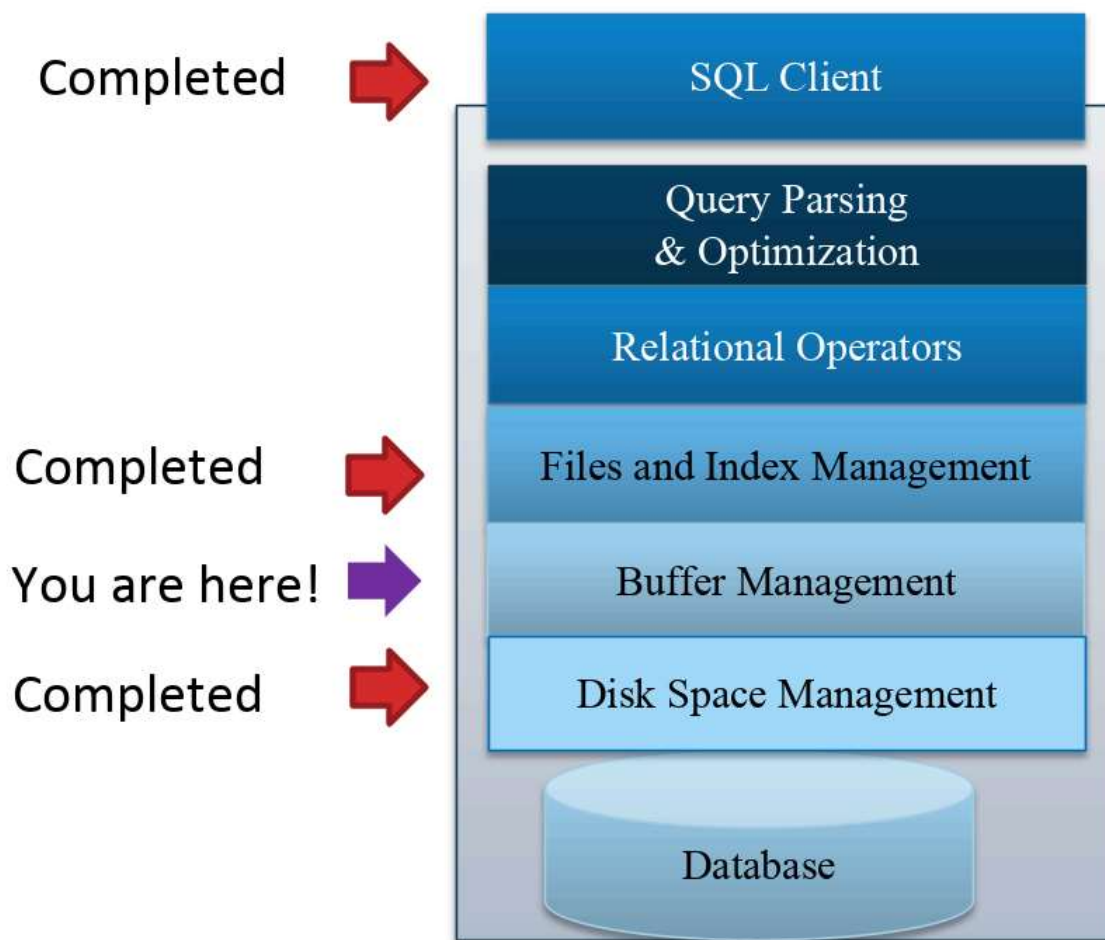 Completed
SQL Client
Query Parsing
& Optimization
Relational Operators
Completed
Files and Index Management
You are here!
Buffer Management
Completed
Disk Space Management
Database